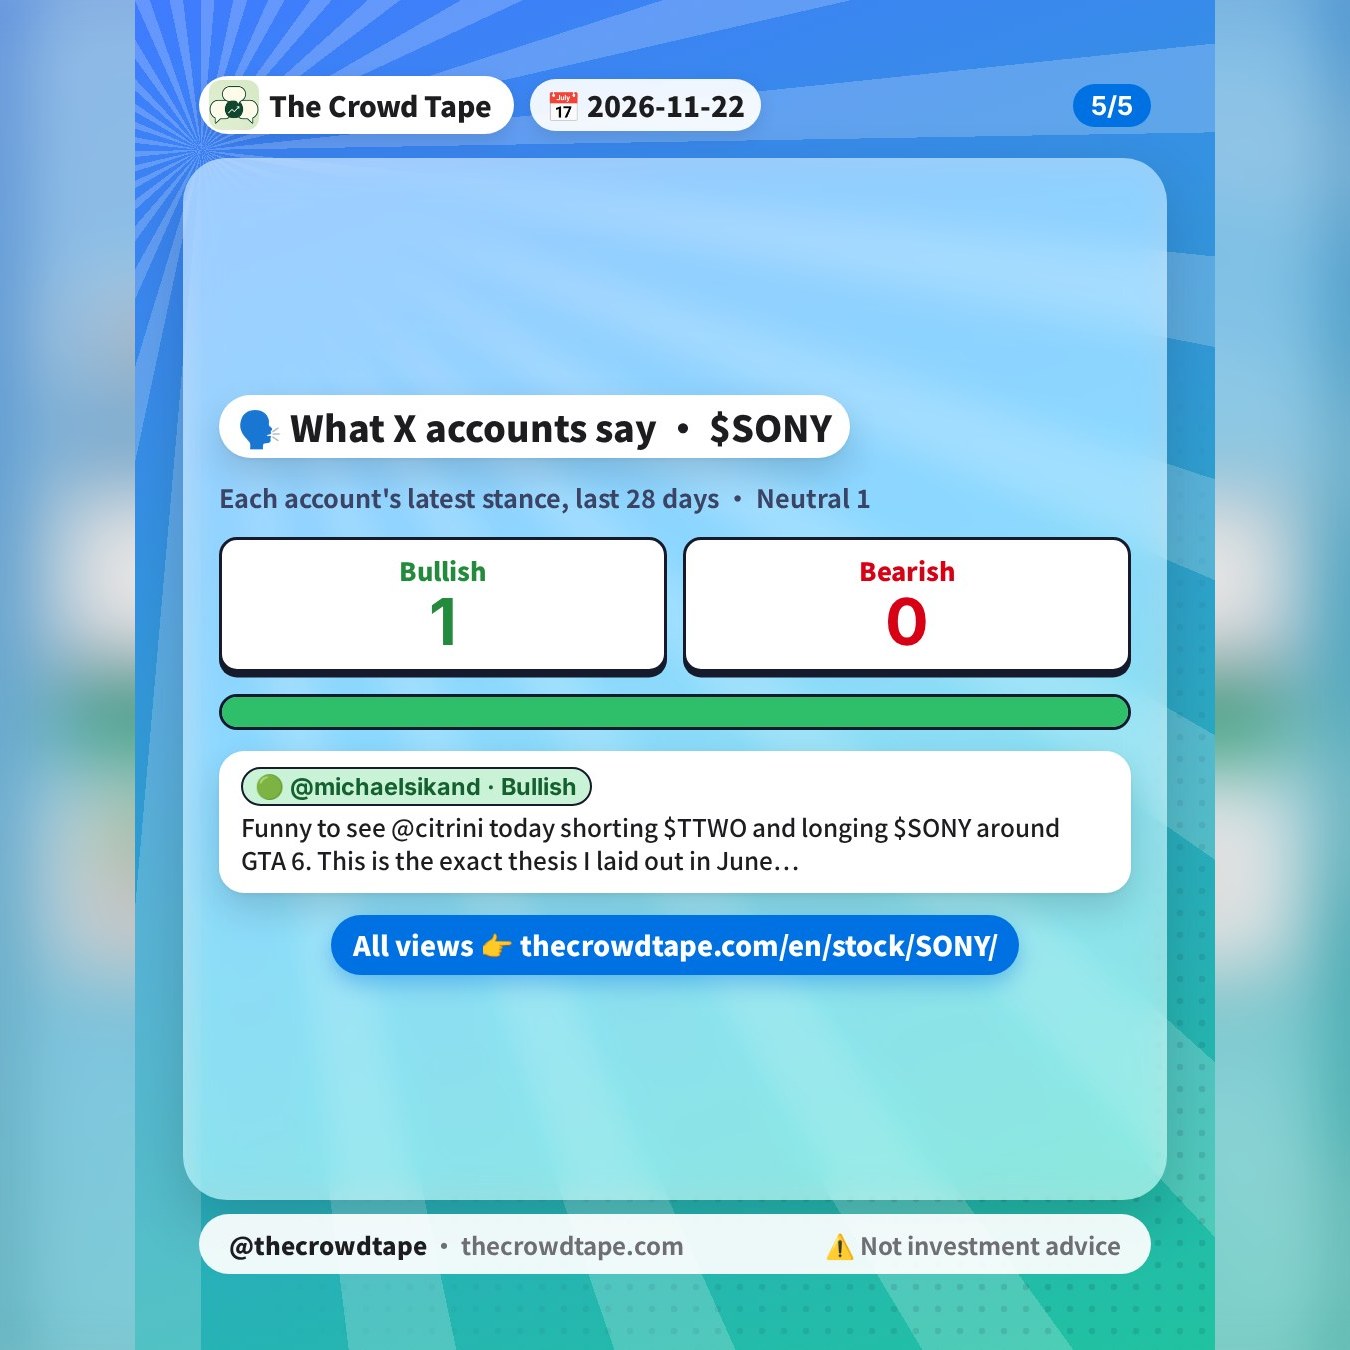 The Crowd Tape
📅 2026-11-22
5/5
🗣️ What X accounts say • $SONY
Each account's latest stance, last 28 days • Neutral 1
Bullish
1
Bearish
0
🟢 @michaelsikand · Bullish
Funny to see @citrini today shorting $TTWO and longing $SONY around
GTA 6. This is the exact thesis I laid out in June…
All views 👉 thecrowdtape.com/en/stock/SONY/
@thecrowdtape • thecrowdtape.com
⚠️ Not investment advice